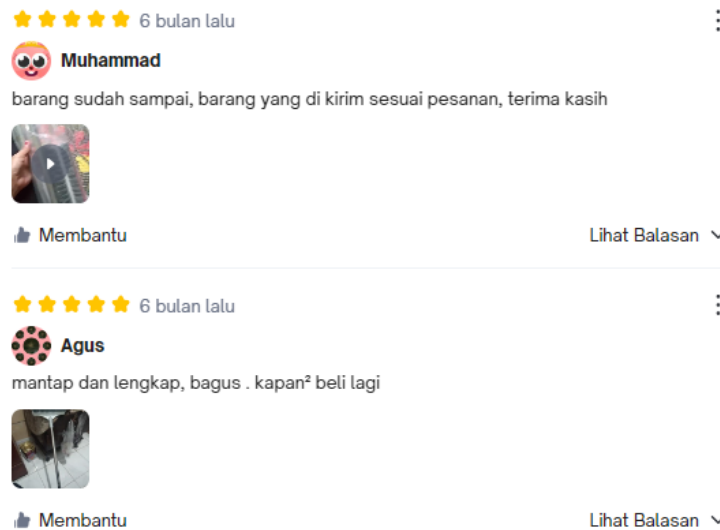 6 bulan lalu
Muhammad
barang sudah sampai, barang yang di kirim sesuai pesanan, terima kasih
Membantu
Lihat Balasan
6 bulan lalu
Agus
mantap dan lengkap, bagus . kapan² beli lagi
Membantu
Lihat Balasan